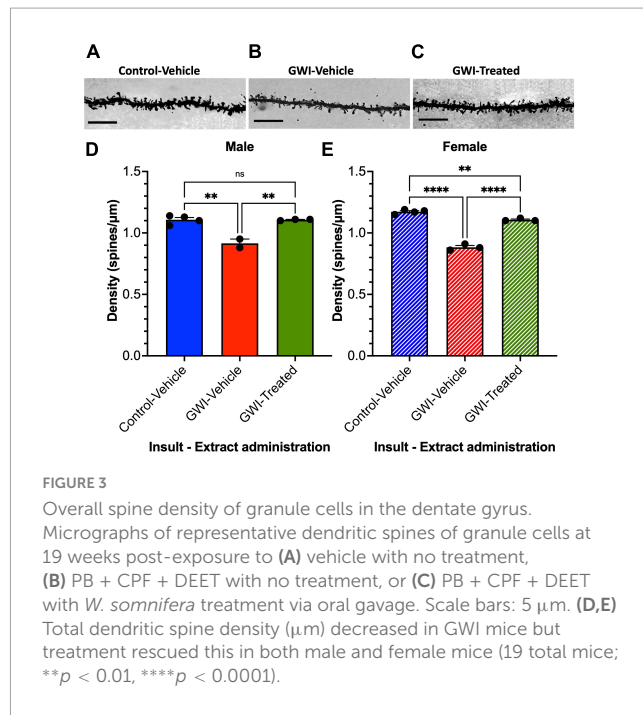 A B C
Control-Vehicle GWI-Vehicle GWI-Treated
D Male E Female
ns
** **
**
**** ****
Density (spines/μm) Density (spines/μm)
1.5 1.5
1.0 1.0
0.5 0.5
0.0 0.0
Control-Vehicle GWI-Vehicle GWI-Treated Control-Vehicle GWI-Vehicle GWI-Treated
Insult - Extract administration Insult - Extract administration
FIGURE 3
Overall spine density of granule cells in the dentate gyrus.
Micrographs of representative dendritic spines of granule cells at
19 weeks post-exposure to (A) vehicle with no treatment,
(B) PB + CPF + DEET with no treatment, or (C) PB + CPF + DEET
with W. somnifera treatment via oral gavage. Scale bars: 5 μm. (D,E)
Total dendritic spine density (μm) decreased in GWI mice but
treatment rescued this in both male and female mice (19 total mice;
**p < 0.01, ****p < 0.0001).